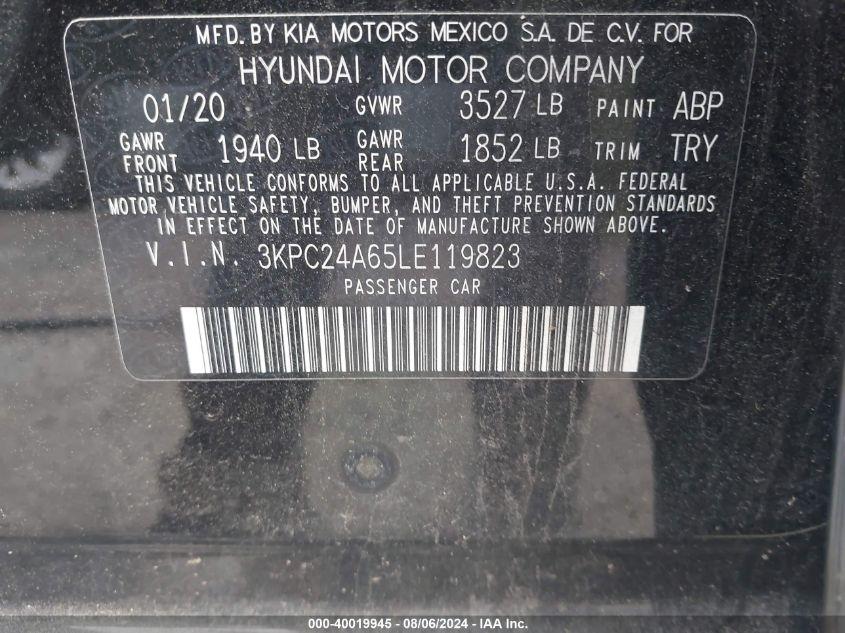 MFD. BY KIA MOTORS MEXICO S.A. DE C.V. FOR
HYUNDAI MOTOR COMPANY
01/20 GVWR 3527 LB PAINT ABP
GAWR FRONT 1940 LB GAWR REAR 1852 LB TRIM TRY
THIS VEHICLE CONFORMS TO ALL APPLICABLE U.S.A. FEDERAL
MOTOR VEHICLE SAFETY, BUMPER, AND THEFT PREVENTION STANDARDS
IN EFFECT ON THE DATE OF MANUFACTURE SHOWN ABOVE.
V.I.N. 3KPC24A65LE119823
PASSENGER CAR
000-40019945 - 08/06/2024 - IAA Inc.